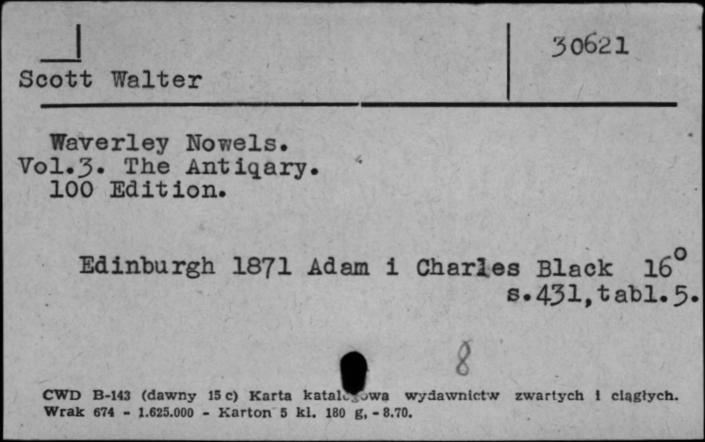 30621
Scott Walter
Waverley Nowels.
Vol.3. The Antiqary.
100 Edition.
Edinburgh 1871 Adam i Charles Black 16°
s.431,tabl.5.
8
CWD B-143 (dawny 15 c) Karta katalogowa wydawnictw zwartych i ciągłych.
Wrak 674 - 1.625.000 - Karton 5 kl. 180 g, - 8.70.